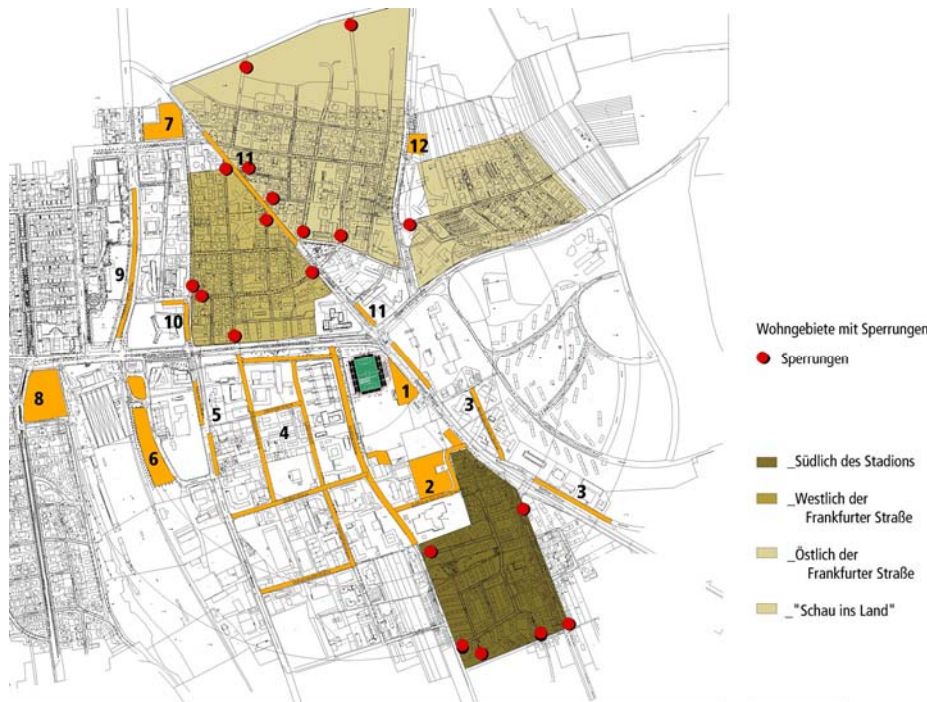 7
12
11
9
10
11
8
1
5
3
4
6
2
3
Wohngebiete mit Sperrungen
Sperrungen
_Südlich des Stadions
_Westlich der
Frankfurter Straße
_Östlich der
Frankfurter Straße
_"Schau ins Land"